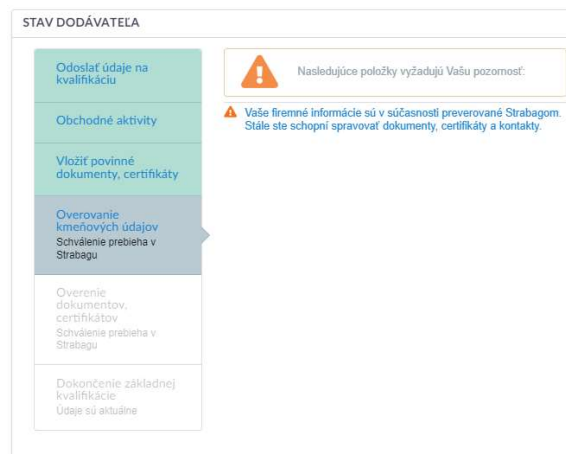 STAV DODÁVATEĽA
Odoslať údaje na
kvalifikáciu
Obchodné aktivity
Vložiť povinné
dokumenty, certifikáty
Overovanie
kmeňových údajov
Schválenie prebieha v
Strabagu
Overenie
dokumentov,
certifikátov
Schválenie prebieha v
Strabagu
Dokončenie základnej
kvalifikácie
Údaje sú aktuálne
Nasledujúce položky vyžadujú Vašu pozornosť:
Vaše firemné informácie sú v súčasnosti preverované Strabagom.
Stále ste schopní spravovať dokumenty, certifikáty a kontakty.